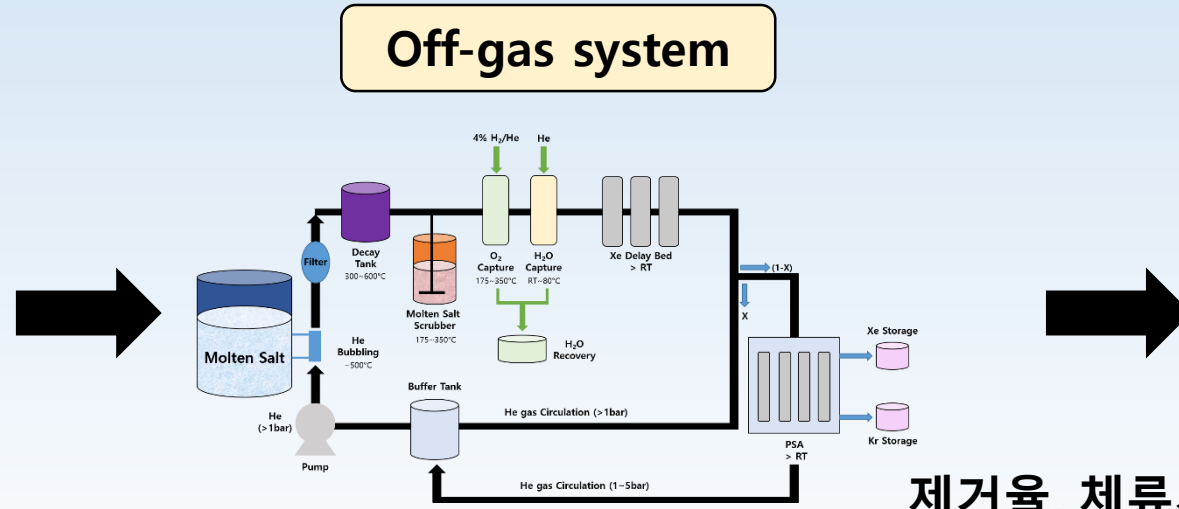 Off-gas system
4% H₂/He
He
Filter
Decay
Tank
300~600℃
Molten Salt
Scrubber
175~350℃
O₂
Capture
175~350℃
H₂O
Capture
RT~80℃
H₂O
Recovery
Xe Delay Bed
> RT
(1-X)
X
Molten Salt
He
Bubbling
~500℃
He
(>1bar)
Pump
Buffer Tank
He gas Circulation (>1bar)
He gas Circulation (1~5bar)
PSA
> RT
Xe Storage
Kr Storage
제거율 체류